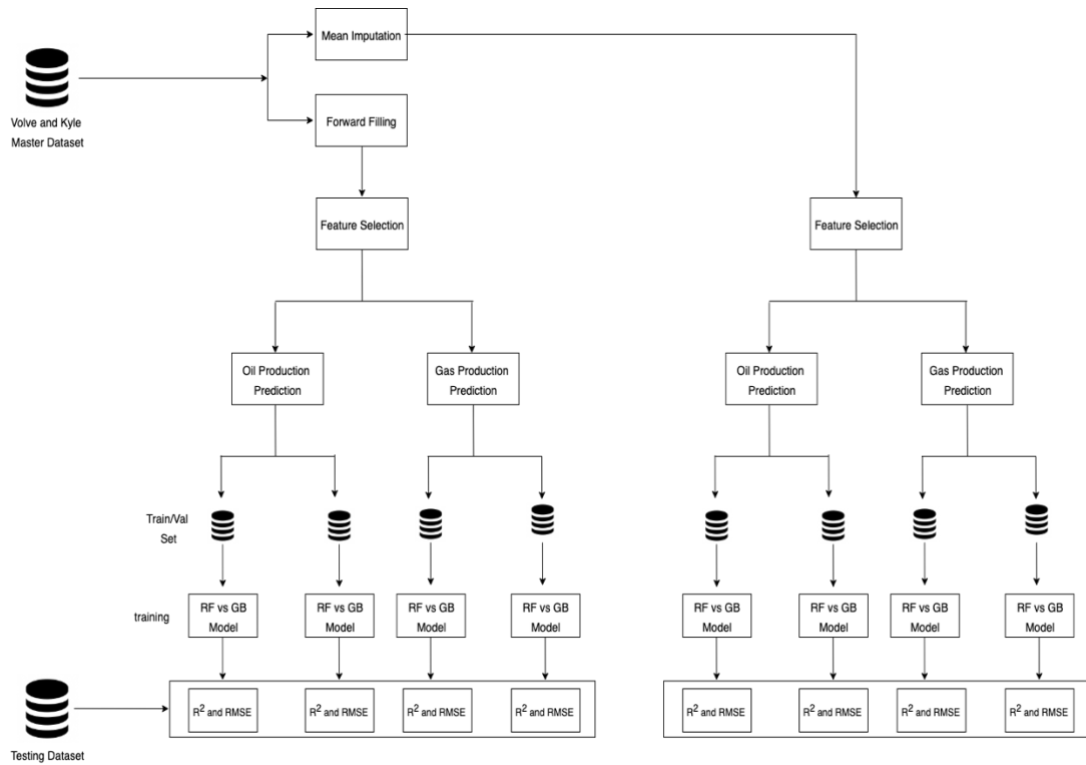 Mean Imputation
Volve and Kyle
Master Dataset
Forward Filling
Feature Selection
Feature Selection
Oil Production
Prediction
Gas Production
Prediction
Oil Production
Prediction
Gas Production
Prediction
Train/Val
Set
training
RF vs GB
Model
RF vs GB
Model
RF vs GB
Model
RF vs GB
Model
RF vs GB
Model
RF vs GB
Model
RF vs GB
Model
RF vs GB
Model
R² and RMSE
R² and RMSE
R² and RMSE
R² and RMSE
R² and RMSE
R² and RMSE
R² and RMSE
R² and RMSE
Testing Dataset